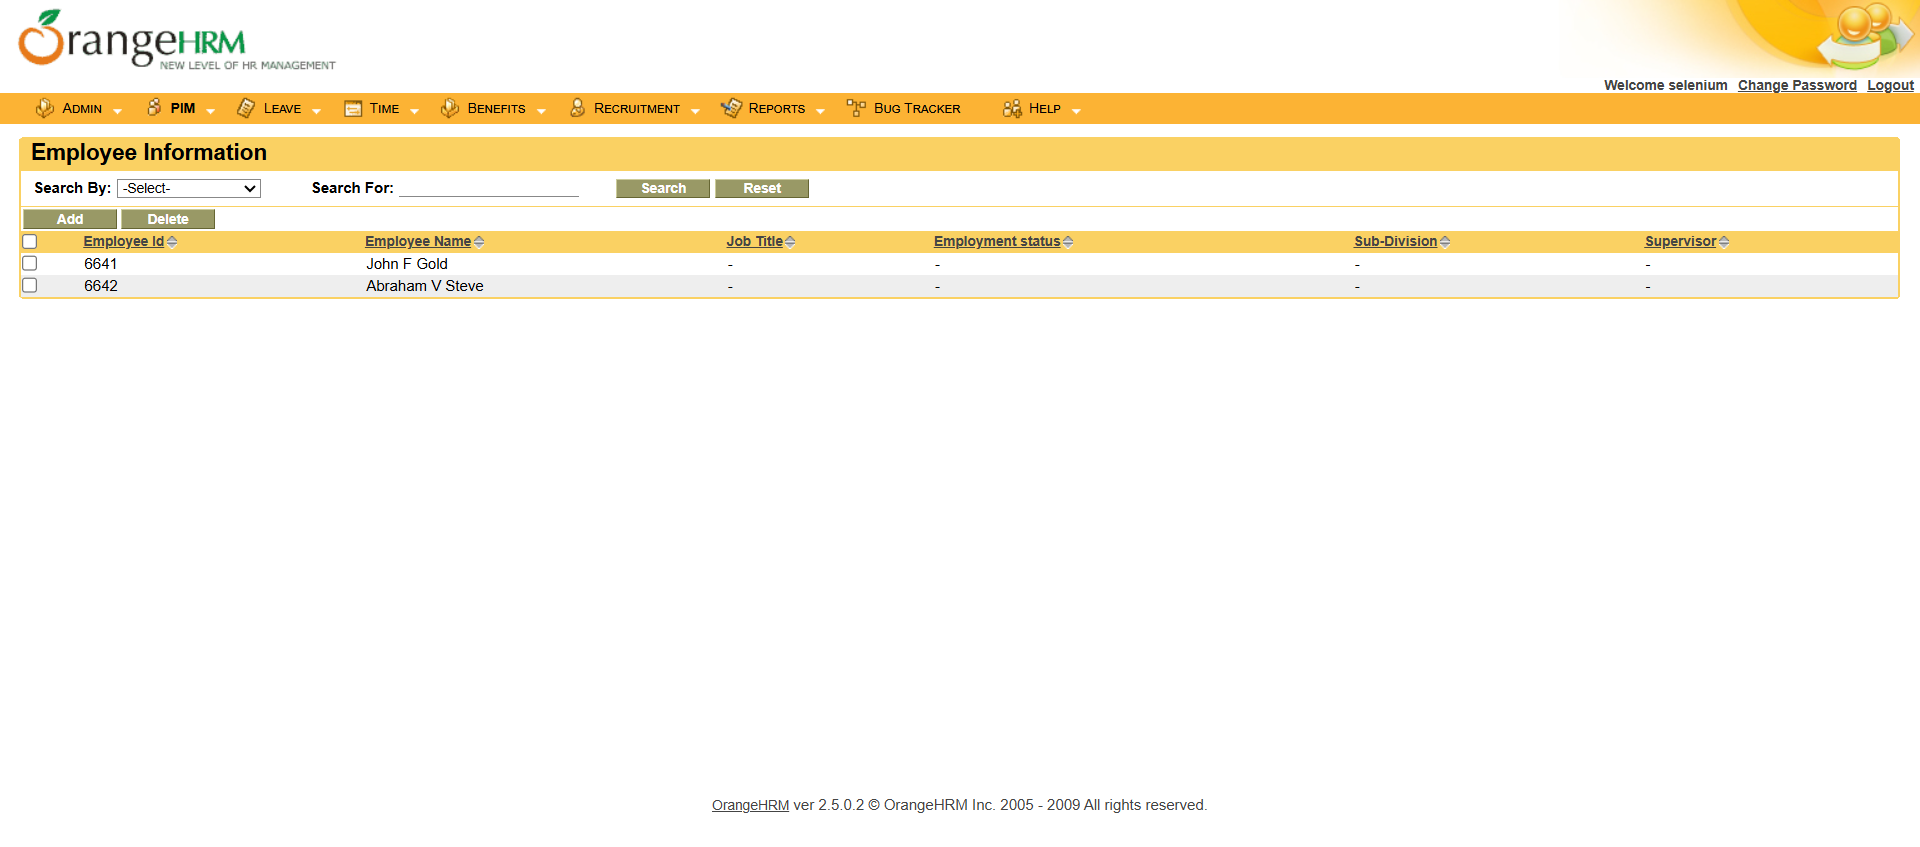 OrangeHRM
NEW LEVEL OF HR MANAGEMENT
Welcome selenium Change Password Logout
ADMIN PIM LEAVE TIME BENEFITS RECRUITMENT REPORTS BUG TRACKER HELP
Employee Information
Search By: -Select- Search For: Search Reset
Add Delete
Employee Id Employee Name Job Title Employment status Sub-Division Supervisor
6641 John F Gold - - - -
6642 Abraham V Steve - - - -
OrangeHRM ver 2.5.0.2 © OrangeHRM Inc. 2005 - 2009 All rights reserved.